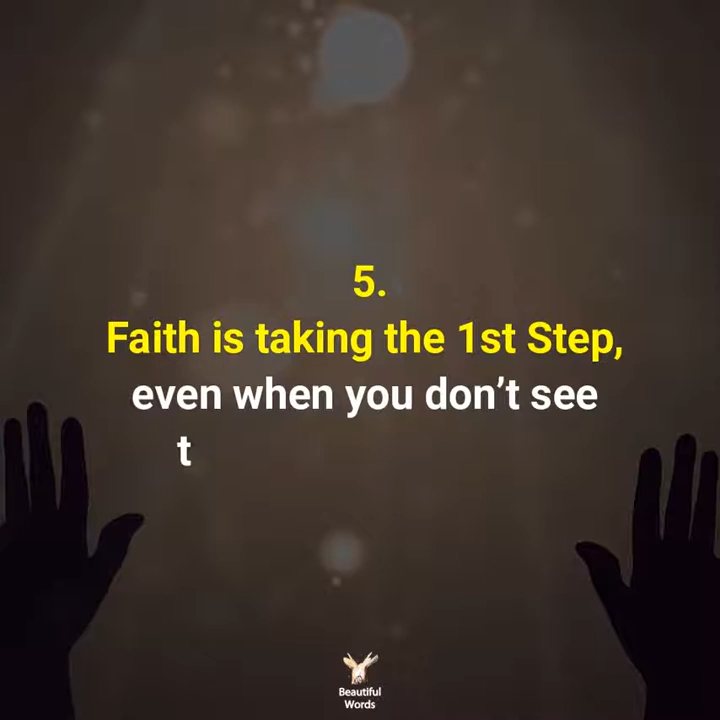 5.
Faith is taking the 1st Step,
even when you don’t see
t
Beautiful
Words